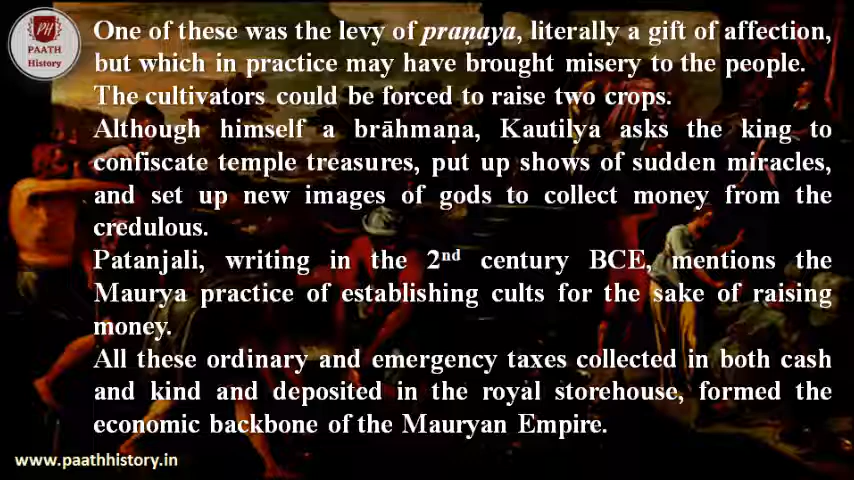 PH
PAATH
History
One of these was the levy of praṇaya, literally a gift of affection,
but which in practice may have brought misery to the people.
The cultivators could be forced to raise two crops.
Although himself a brāhmaṇa, Kautilya asks the king to
confiscate temple treasures, put up shows of sudden miracles,
and set up new images of gods to collect money from the
credulous.
Patanjali, writing in the 2nd century BCE, mentions the
Maurya practice of establishing cults for the sake of raising
money.
All these ordinary and emergency taxes collected in both cash
and kind and deposited in the royal storehouse, formed the
economic backbone of the Mauryan Empire.
www.paathhistory.in